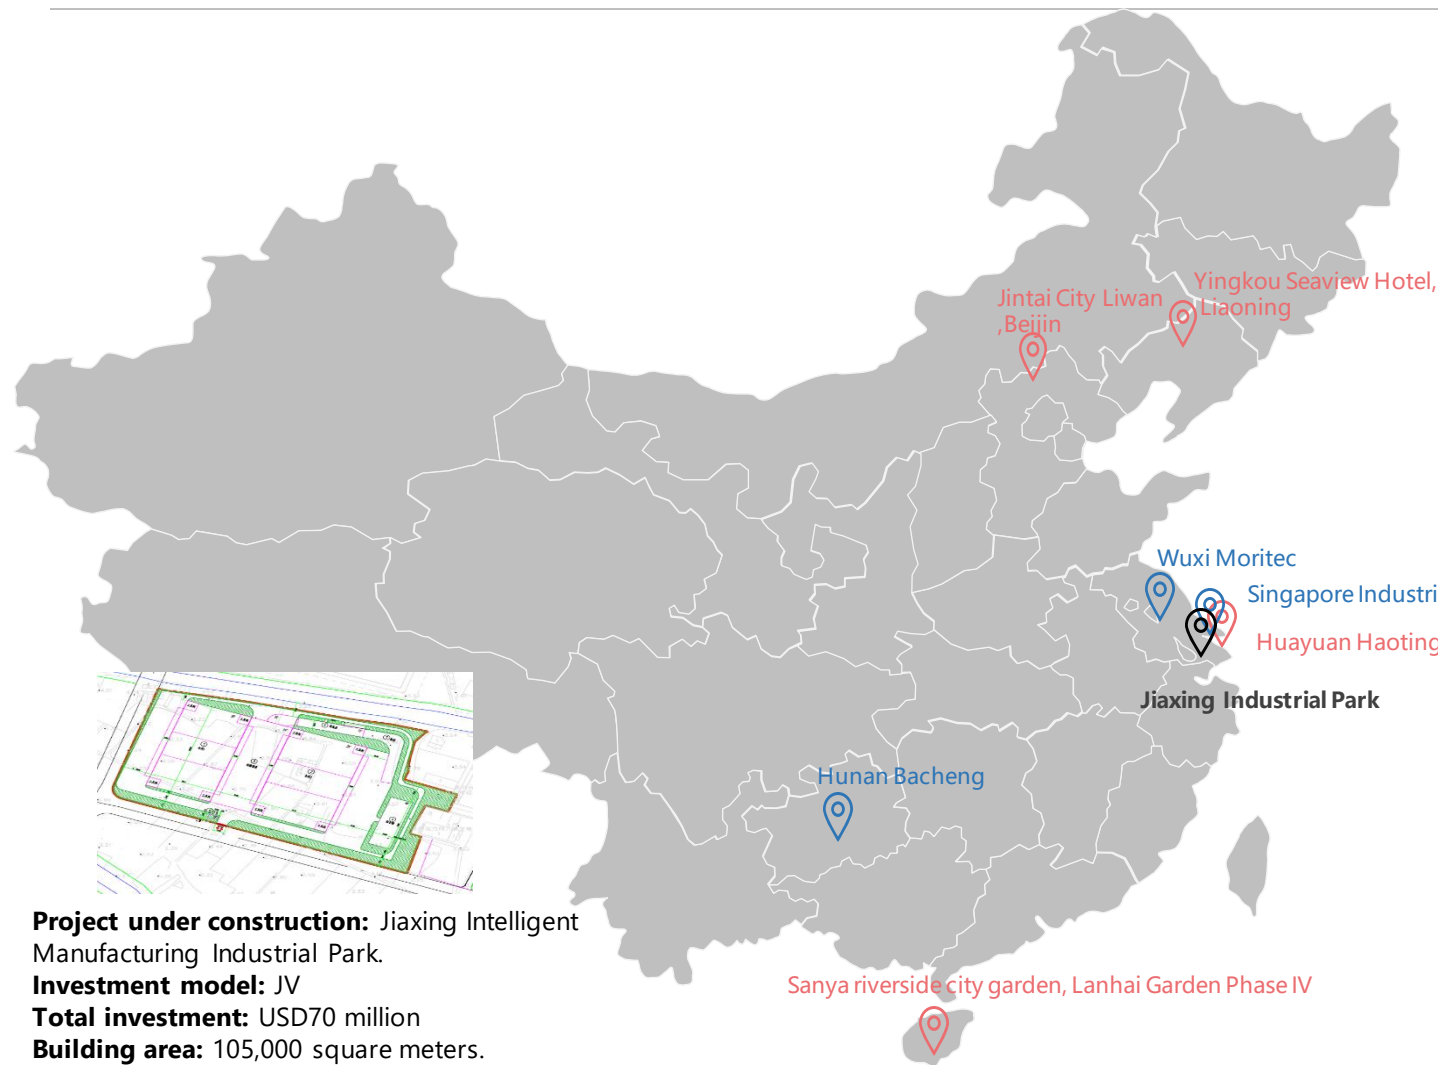 Yingkou Seaview Hotel,
Liaoning
Jintai City Liwan
,Beijin
Wuxi Moritec
Singapore Industri
Huayuan Haoting
Jiaxing Industrial Park
Hunan Bacheng
Sanya riverside city garden, Lanhai Garden Phase IV
Project under construction: Jiaxing Intelligent
Manufacturing Industrial Park.
Investment model: JV
Total investment: USD70 million
Building area: 105,000 square meters.